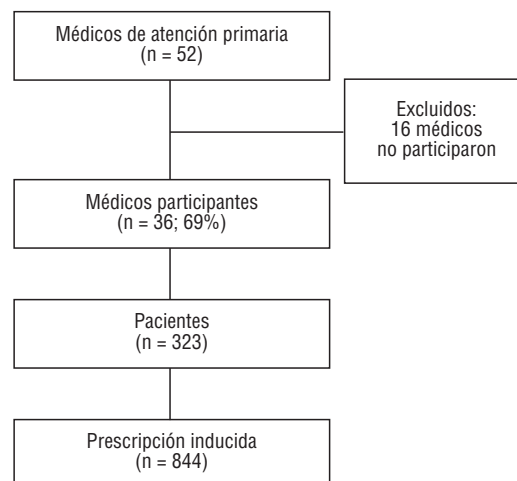 Médicos de atención primaria
(n = 52)
Excluidos:
16 médicos
no participaron
Médicos participantes
(n = 36; 69%)
Pacientes
(n = 323)
Prescripción inducida
(n = 844)